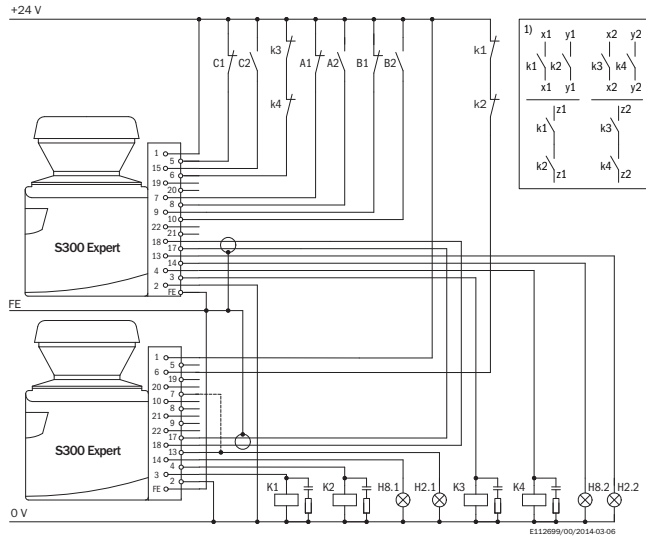 +24 V
1)
x1 y1 x2 y2
k1 k2 k3 k4
x1 y1 x2 y2
z1 z2
k1 k3
k2 k4
z1 z2
C1 C2 k3 A1 A2 B1 B2 k1
k4 k2
1
5
15
6
19
20
7
8
9
10
22
21
18
17
13
14
4
3
2
FE
S300 Expert
FE
1
5
6
19
20
7
10
8
21
9
22
17
18
13
14
4
3
2
FE
S300 Expert
K1 K2 H8.1 H2.1 K3 K4 H8.2 H2.2
0 V
E112699/00/2014-03-06